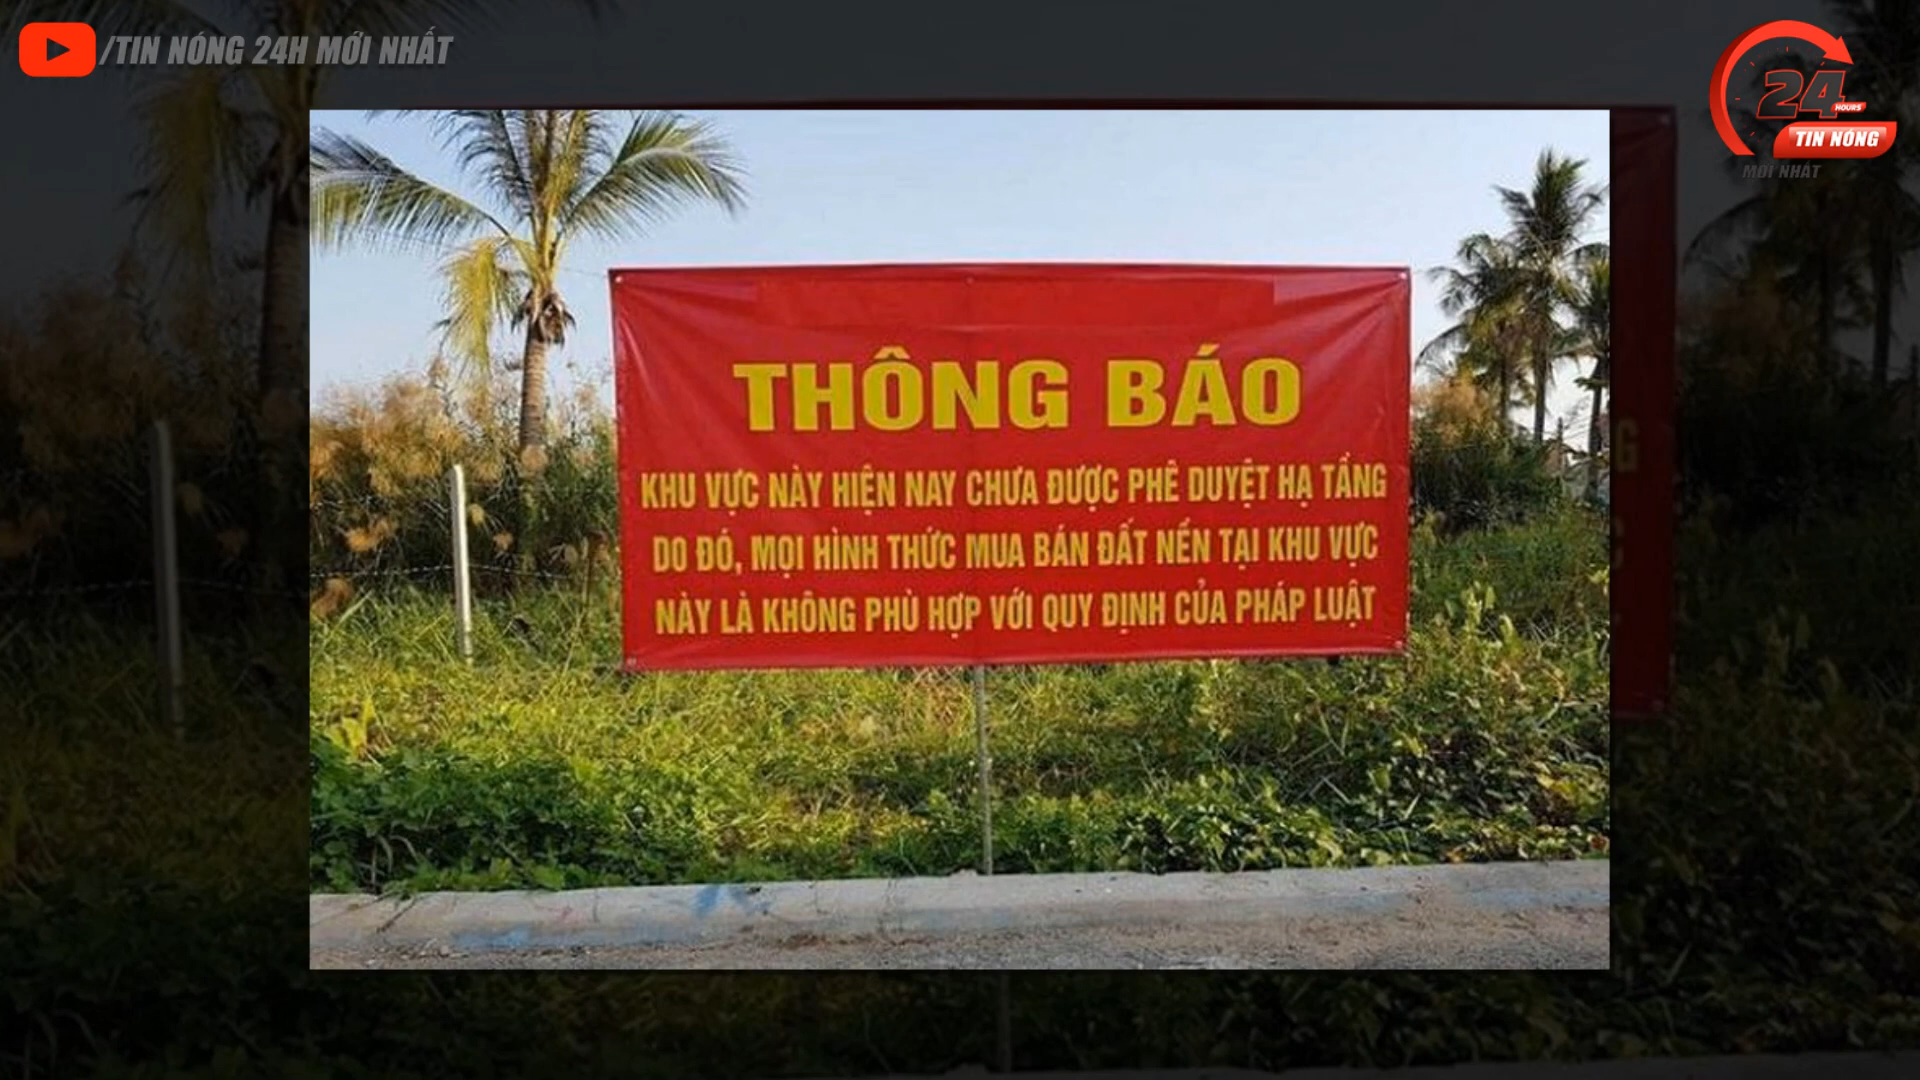 /TIN NÓNG 24H MỚI NHẤT
24
HOURS
TIN NÓNG
MỚI NHẤT
THÔNG BÁO
KHU VỰC NÀY HIỆN NAY CHƯA ĐƯỢC PHÊ DUYỆT HẠ TẦNG
DO ĐÓ, MỌI HÌNH THỨC MUA BÁN ĐẤT NỀN TẠI KHU VỰC
NÀY LÀ KHÔNG PHÙ HỢP VỚI QUY ĐỊNH CỦA PHÁP LUẬT